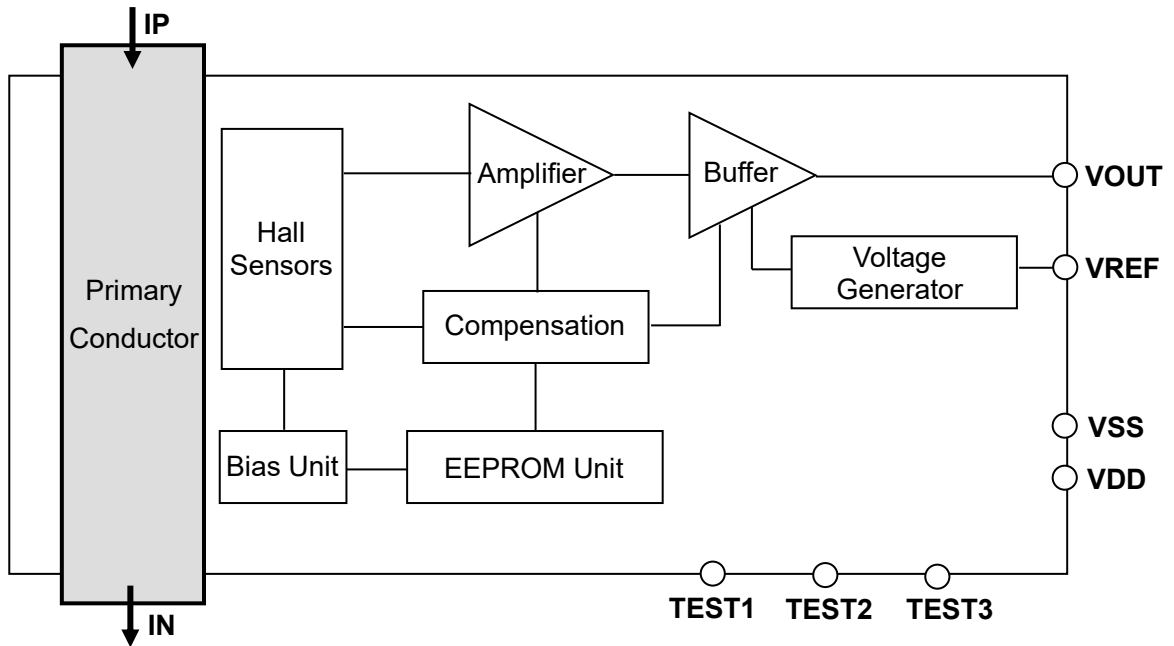 IP
Primary
Conductor
IN
Hall
Sensors
Amplifier
Buffer
Voltage
Generator
Compensation
Bias Unit
EEPROM Unit
VOUT
VREF
VSS
VDD
TEST1
TEST2
TEST3